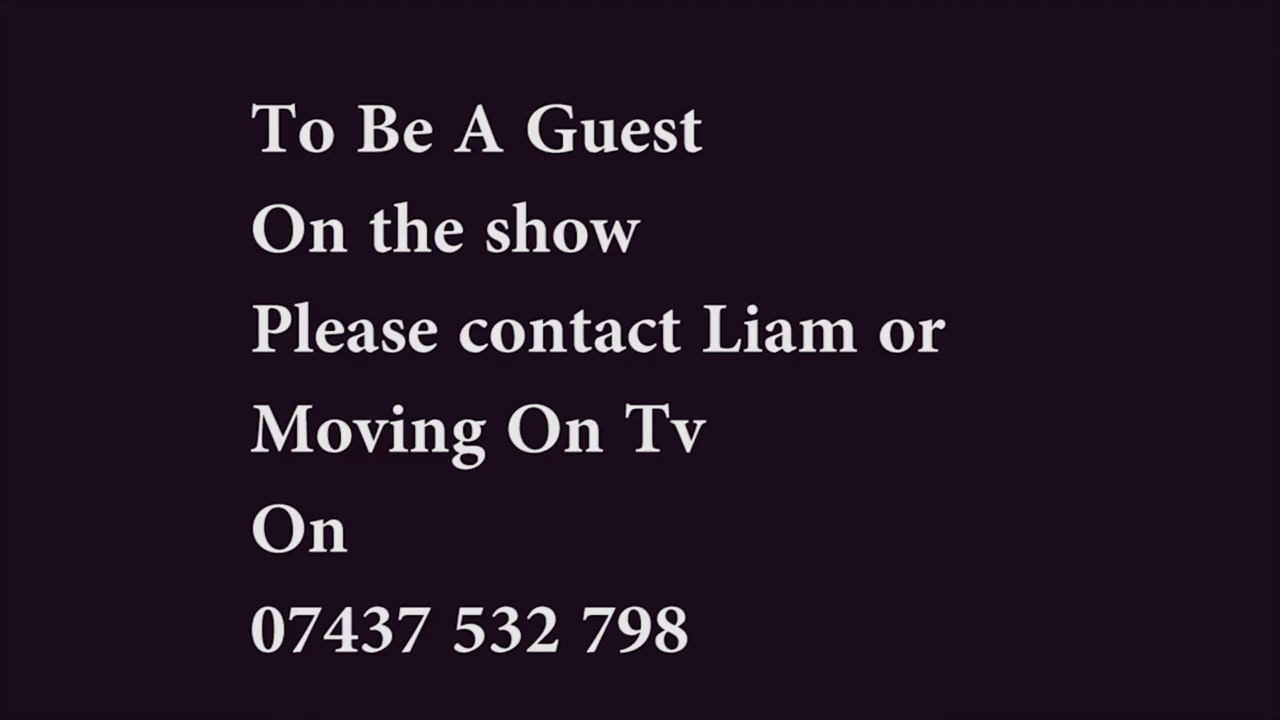 To Be A Guest
On the show
Please contact Liam or
Moving On Tv
On
07437 532 798